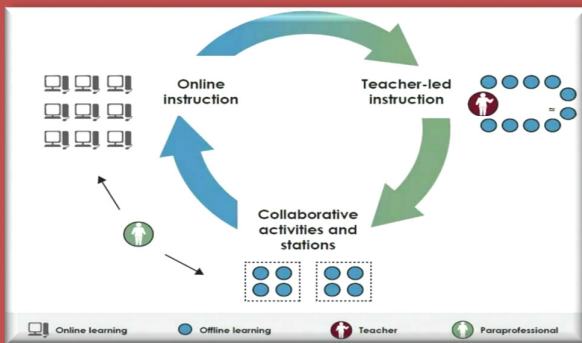 Online
instruction
Teacher-led
instruction
≈
Collaborative
activities and
stations
Online learning
Offline learning
Teacher
Paraprofessional